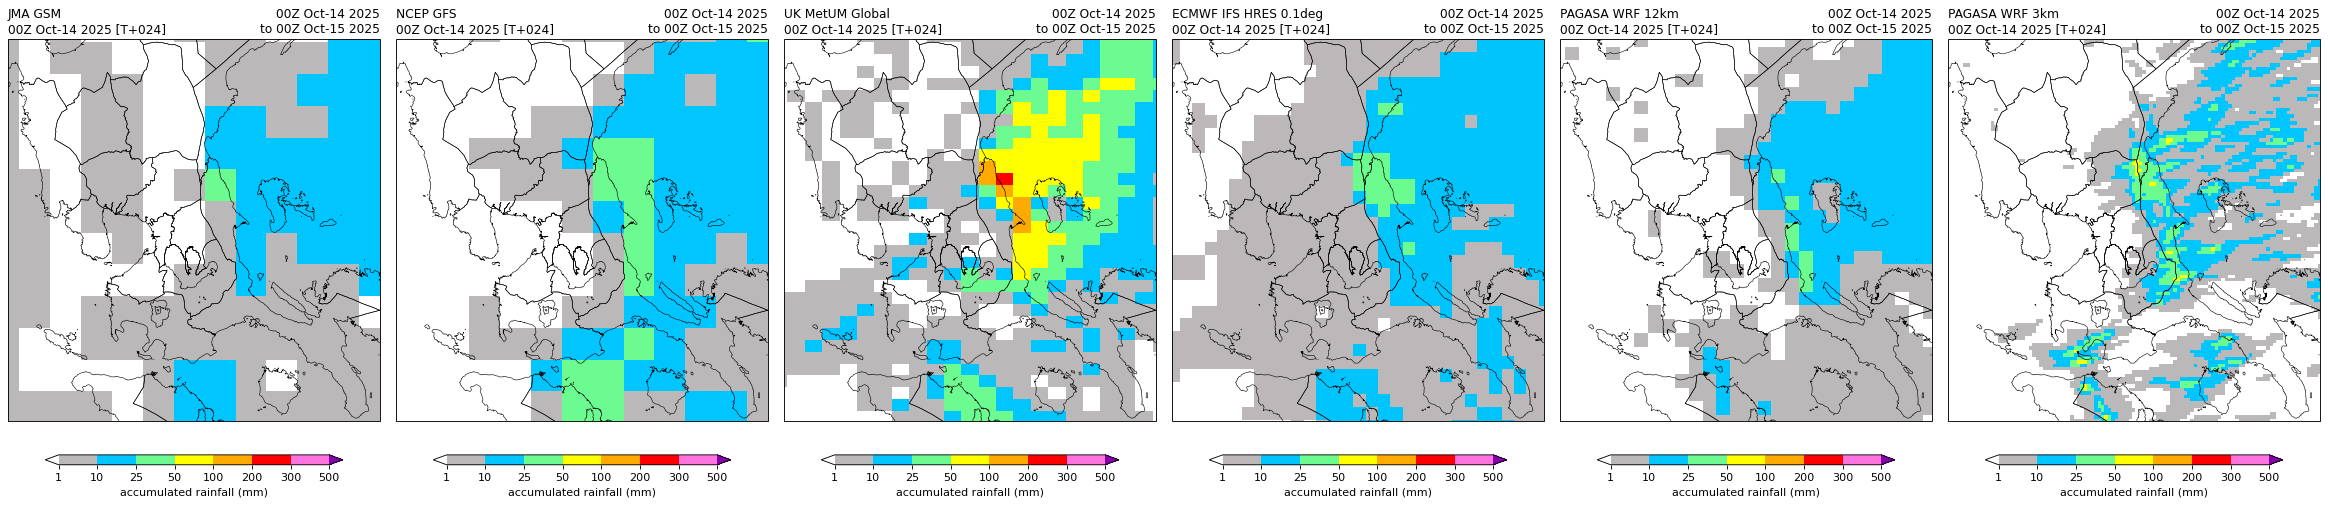 JMA GSM 00Z Oct-14 2025
00Z Oct-14 2025 [T+024] to 00Z Oct-15 2025
1 10 25 50 100 200 300 500
accumulated rainfall (mm)
NCEP GFS 00Z Oct-14 2025
00Z Oct-14 2025 [T+024] to 00Z Oct-15 2025
1 10 25 50 100 200 300 500
accumulated rainfall (mm)
UK MetUM Global 00Z Oct-14 2025
00Z Oct-14 2025 [T+024] to 00Z Oct-15 2025
1 10 25 50 100 200 300 500
accumulated rainfall (mm)
ECMWF IFS HRES 0.1deg 00Z Oct-14 2025
00Z Oct-14 2025 [T+024] to 00Z Oct-15 2025
1 10 25 50 100 200 300 500
accumulated rainfall (mm)
PAGASA WRF 12km 00Z Oct-14 2025
00Z Oct-14 2025 [T+024] to 00Z Oct-15 2025
1 10 25 50 100 200 300 500
accumulated rainfall (mm)
PAGASA WRF 3km 00Z Oct-14 2025
00Z Oct-14 2025 [T+024] to 00Z Oct-15 2025
1 10 25 50 100 200 300 500
accumulated rainfall (mm)